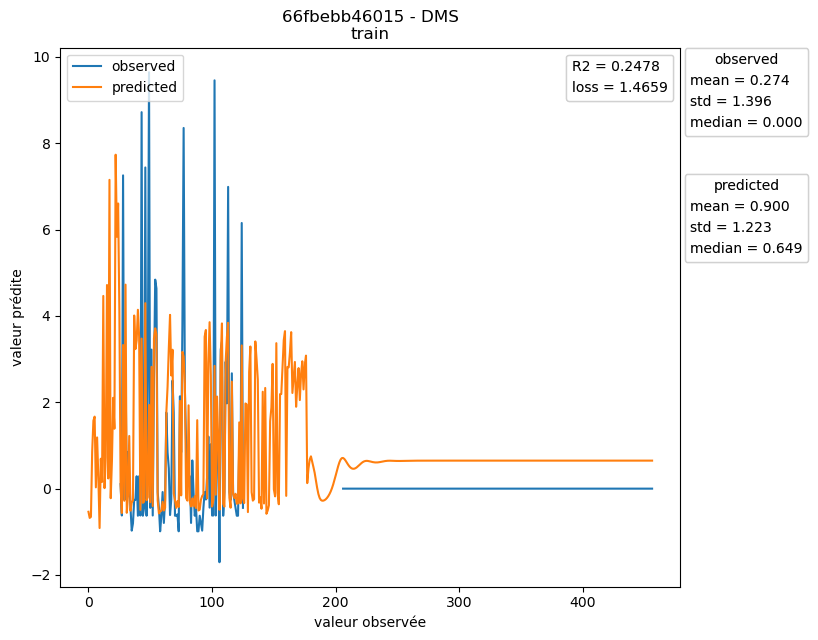 66fbebb46015 - DMS
train
observed
predicted
R2 = 0.2478
loss = 1.4659
observed
mean = 0.274
std = 1.396
median = 0.000
predicted
mean = 0.900
std = 1.223
median = 0.649
10
8
6
4
2
0
−2
valeur prédite
0 100 200 300 400
valeur observée